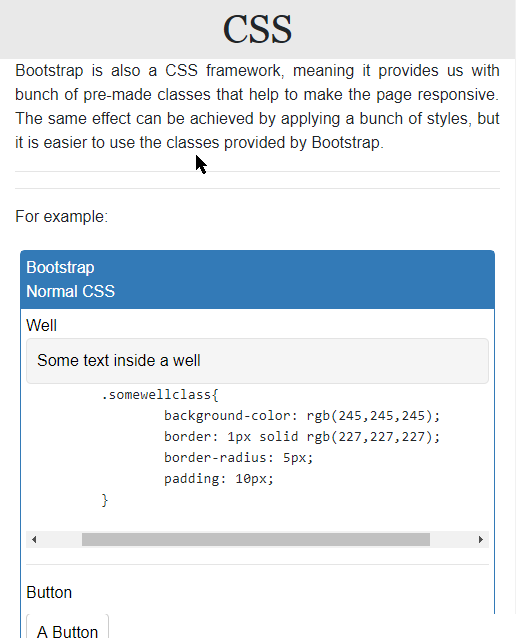 CSS
Bootstrap is also a CSS framework, meaning it provides us with
bunch of pre-made classes that help to make the page responsive.
The same effect can be achieved by applying a bunch of styles, but
it is easier to use the classes provided by Bootstrap.
For example:
Bootstrap
Normal CSS
Well
Some text inside a well
.somewellclass{
background-color: rgb(245,245,245);
border: 1px solid rgb(227,227,227);
border-radius: 5px;
padding: 10px;
}
Button
A Button